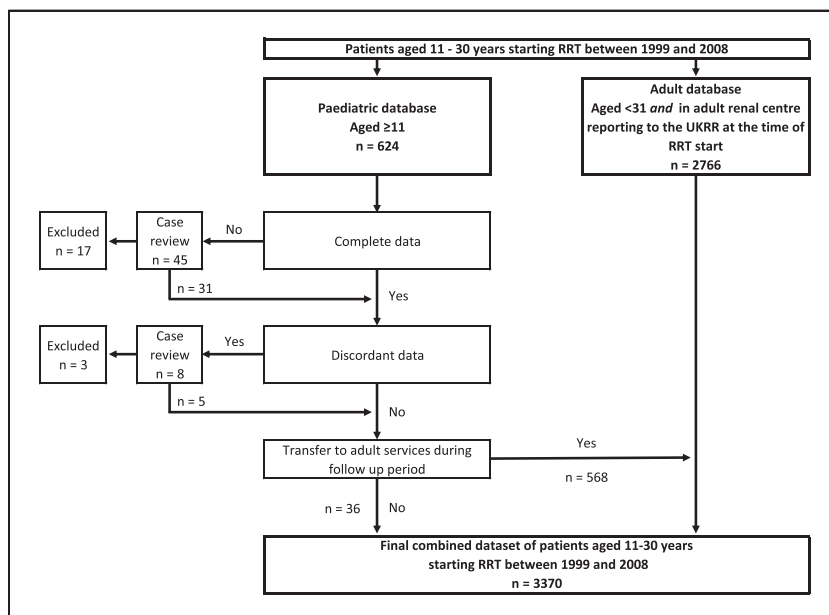 Patients aged 11 - 30 years starting RRT between 1999 and 2008
Paediatric database
Aged ≥11
n = 624
Adult database
Aged <31 and in adult renal centre
reporting to the UKRR at the time of
RRT start
n = 2766
Excluded
n = 17
Case
review
n = 45
No
Complete data
n = 31
Yes
Excluded
n = 3
Case
review
n = 8
Yes
Discordant data
n = 5
No
Transfer to adult services during
follow up period
Yes
n = 568
n = 36
No
Final combined dataset of patients aged 11-30 years
starting RRT between 1999 and 2008
n = 3370